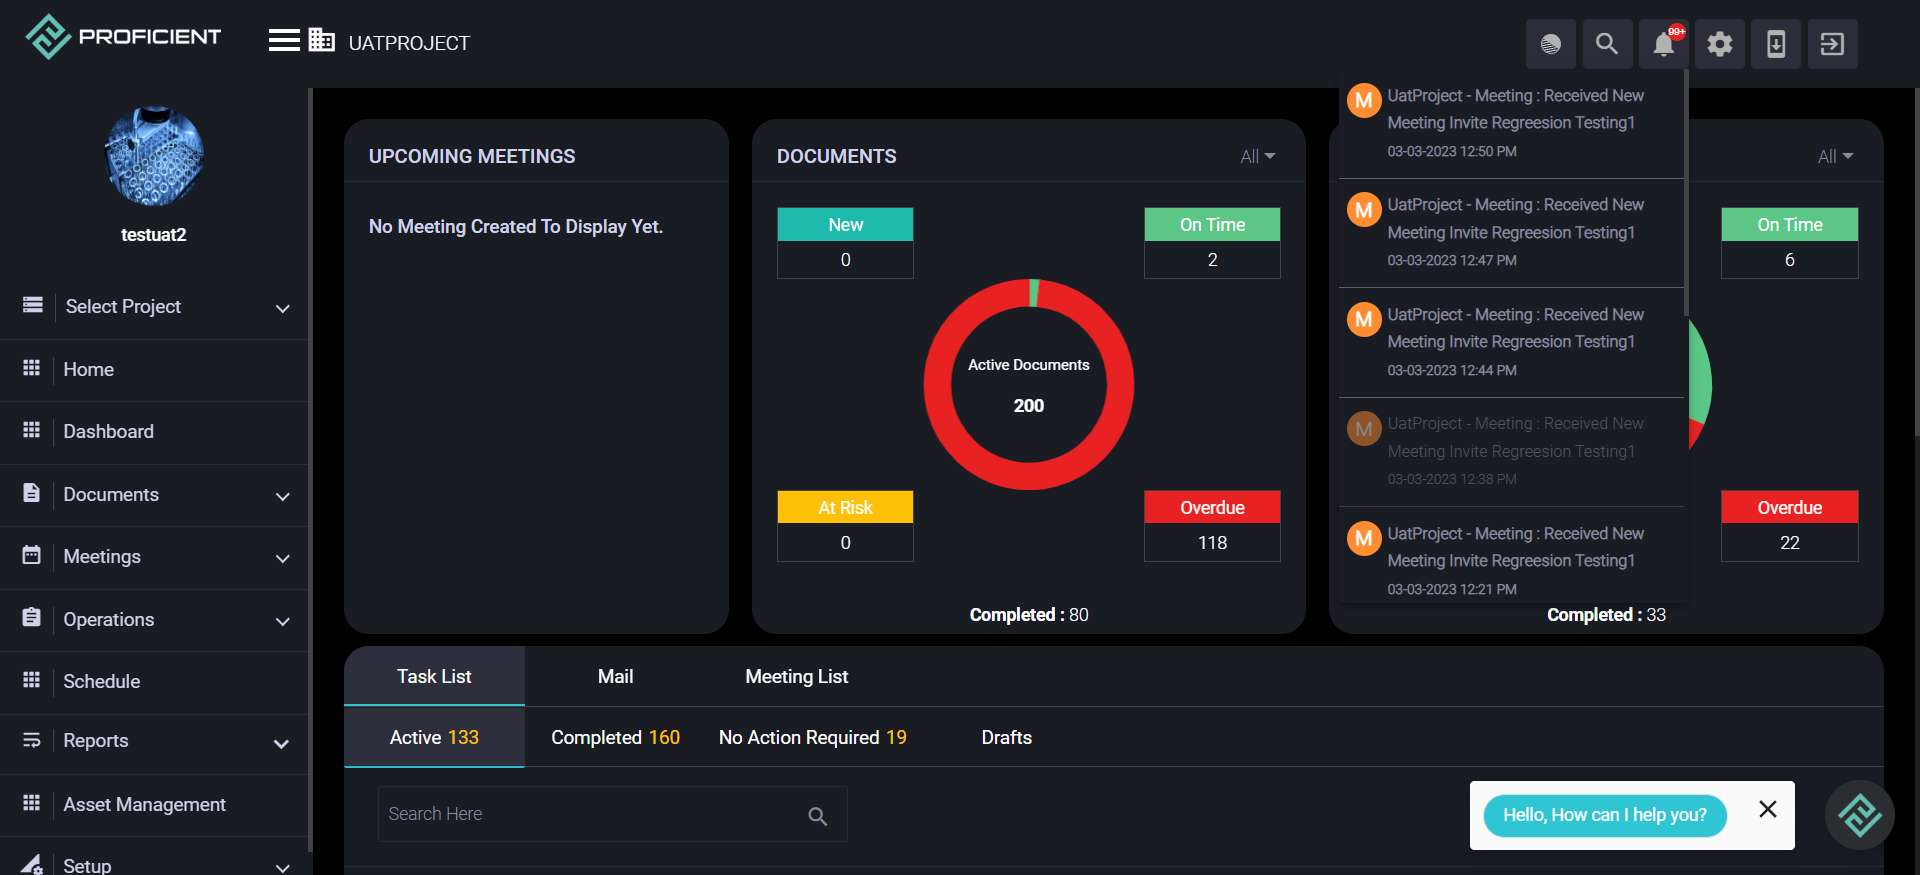 PROFICIENT
UATPROJECT
99+
testuat2
Select Project
Home
Dashboard
Documents
Meetings
Operations
Schedule
Reports
Asset Management
Setup
UPCOMING MEETINGS
No Meeting Created To Display Yet.
DOCUMENTS
All
New
0
On Time
2
Active Documents
200
At Risk
0
Overdue
118
Completed : 80
All
On Time
6
Overdue
22
Completed : 33
M
UatProject - Meeting : Received New
Meeting Invite Regreesion Testing1
03-03-2023 12:50 PM
M
UatProject - Meeting : Received New
Meeting Invite Regreesion Testing1
03-03-2023 12:47 PM
M
UatProject - Meeting : Received New
Meeting Invite Regreesion Testing1
03-03-2023 12:44 PM
M
UatProject - Meeting : Received New
Meeting Invite Regreesion Testing1
03-03-2023 12:38 PM
M
UatProject - Meeting : Received New
Meeting Invite Regreesion Testing1
03-03-2023 12:21 PM
Task List
Mail
Meeting List
Active 133
Completed 160
No Action Required 19
Drafts
Search Here
Hello, How can I help you?